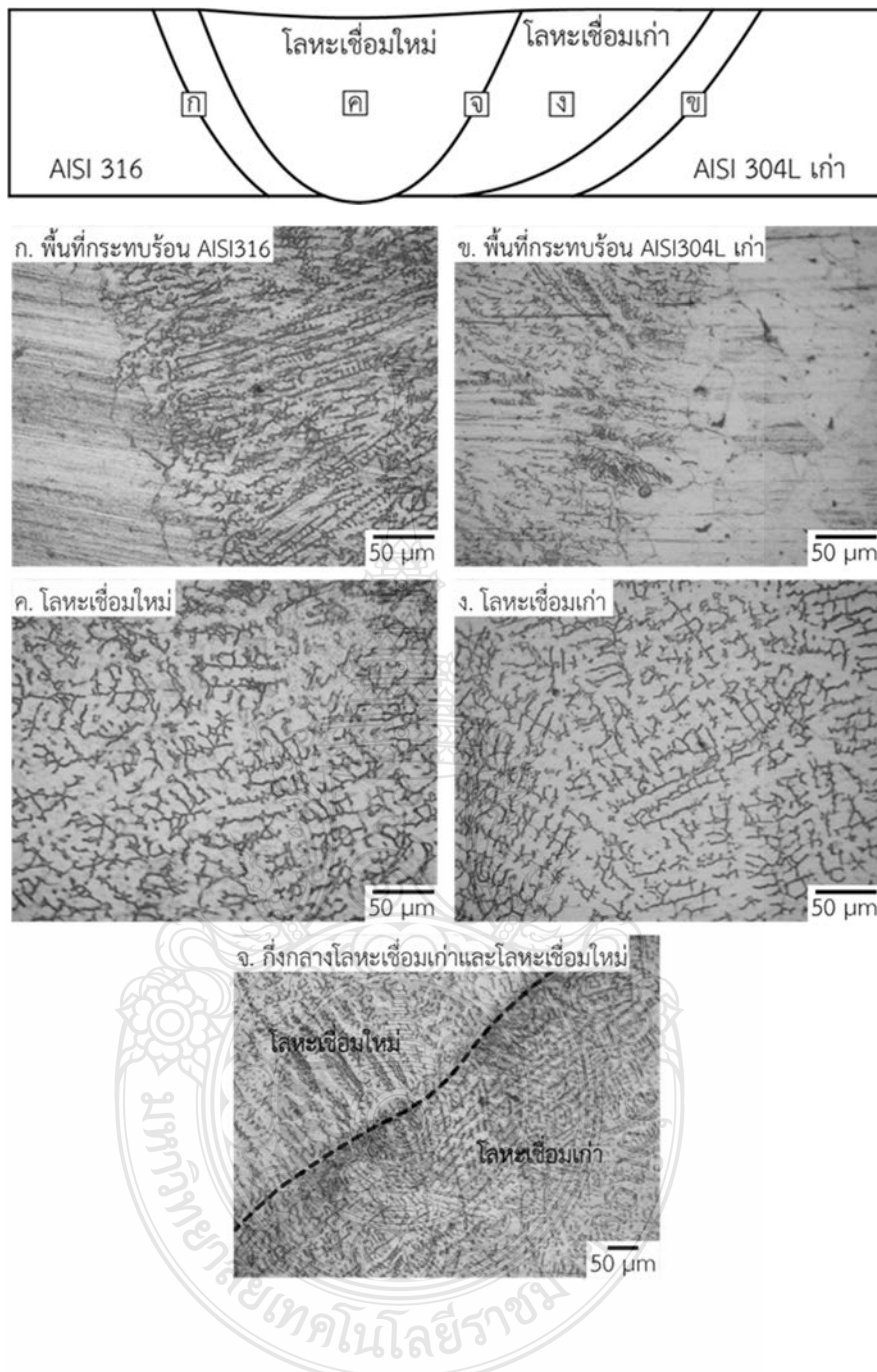 โลหะเชื่อมใหม่
โลหะเชื่อมเก่า
ก
ค
จ
ง
ข
AISI 316
AISI 304L เก่า
ก. พื้นที่กระทบร้อน AISI316
ข. พื้นที่กระทบร้อน AISI304L เก่า
50 µm
50 µm
ค. โลหะเชื่อมใหม่
ง. โลหะเชื่อมเก่า
50 µm
50 µm
จ. กึ่งกลางโลหะเชื่อมเก่าและโลหะเชื่อมใหม่
โลหะเชื่อมใหม่
โลหะเชื่อมเก่า
50 µm